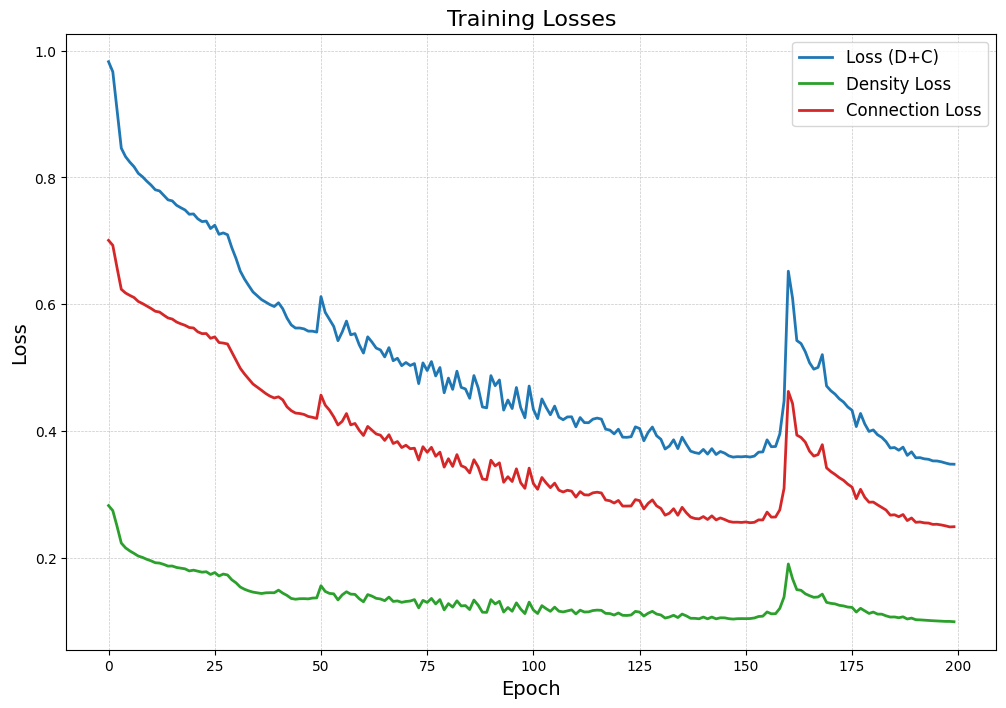 Training Losses
Loss (D+C)
Density Loss
Connection Loss
Loss
1.0
0.8
0.6
0.4
0.2
0 25 50 75 100 125 150 175 200
Epoch